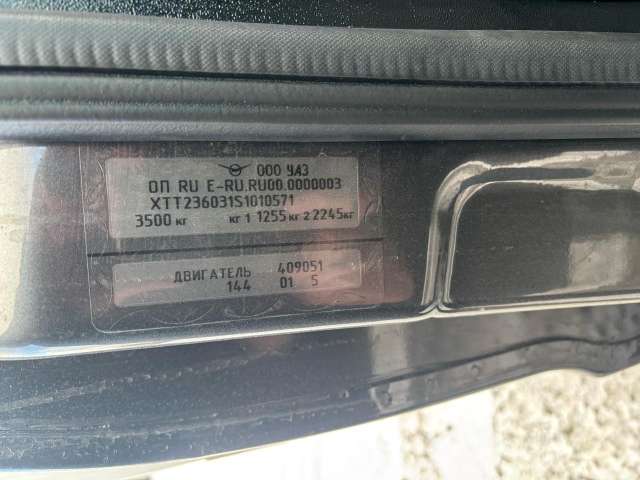 ООО УАЗ
ОП RU E-RU.RU00.0000003
XTT236031S1010571
3500 кг кг 1 1255 кг 2 2245 кг
ДВИГАТЕЛЬ 409051
144 01 5